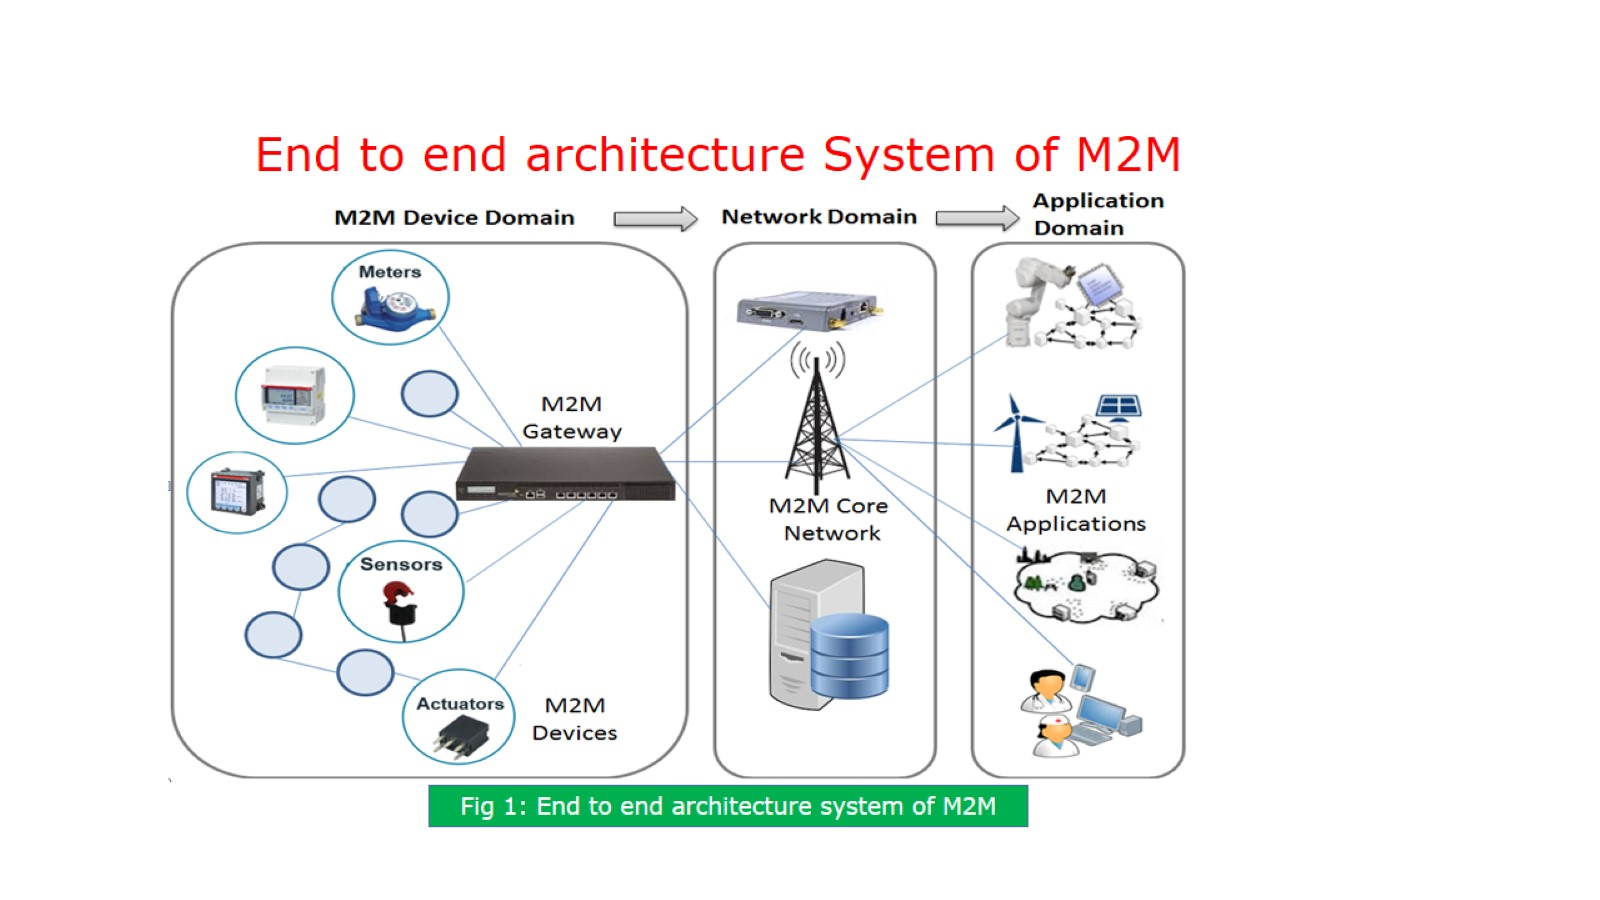 End to end architecture System of M2M
M2M Device Domain
Network Domain
Application
Domain
Meters
M2M
Gateway
Sensors
Actuators
M2M
Devices
M2M Core
Network
M2M
Applications
Fig 1: End to end architecture system of M2M